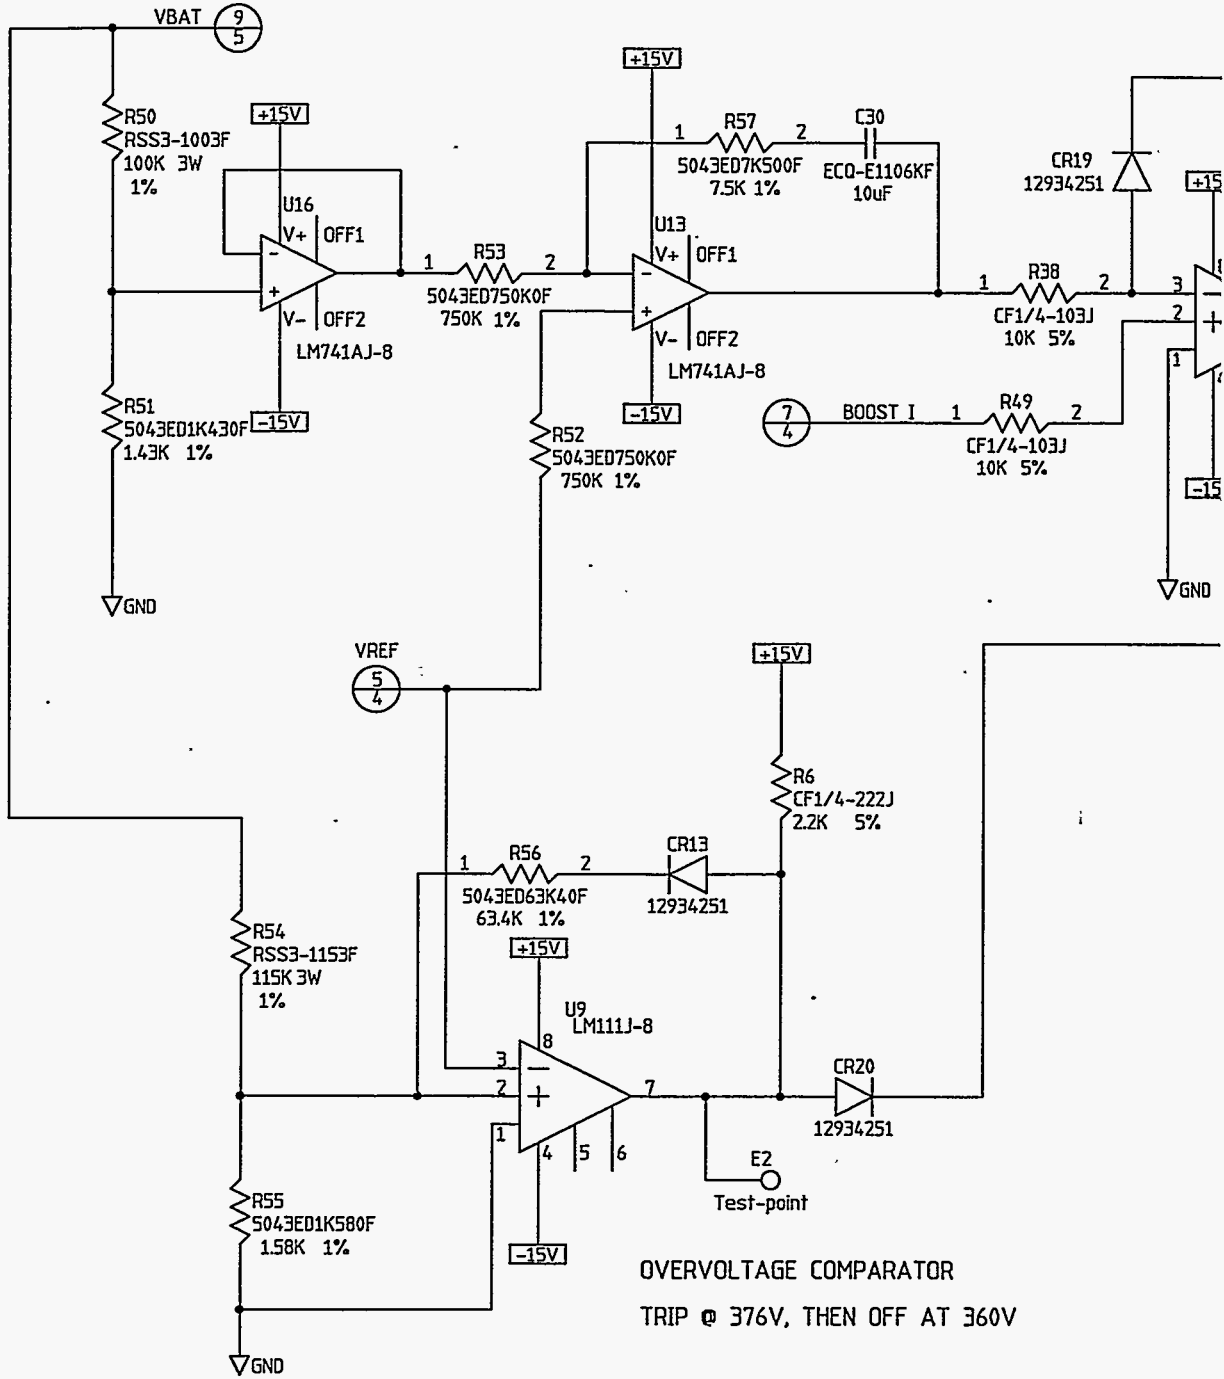 VBAT
9
5
R50
RSS3-1003F
100K 3W
1%
+15V
U16
V+
OFF1
-
+
V-
OFF2
LM741AJ-8
-15V
R51
5043ED1K430F
1.43K 1%
GND
1
R53
2
5043ED750K0F
750K 1%
+15V
1
R57
2
5043ED7K500F
7.5K 1%
C30
ECQ-E1106KF
10uF
U13
V+
OFF1
-
+
V-
OFF2
LM741AJ-8
-15V
R52
5043ED750K0F
750K 1%
CR19
12934251
+15
1
R38
2
CF1/4-103J
10K 5%
3
2
1
7
4
BOOST I
1
R49
2
CF1/4-103J
10K 5%
-15
GND
VREF
5
4
+15V
R6
CF1/4-222J
2.2K 5%
1
R56
2
5043ED63K40F
63.4K 1%
CR13
12934251
R54
RSS3-1153F
115K 3W
1%
+15V
U9
LM111J-8
8
3
2
1
7
4
5
6
-15V
CR20
12934251
E2
Test-point
R55
5043ED1K580F
1.58K 1%
GND
OVERVOLTAGE COMPARATOR
TRIP @ 376V, THEN OFF AT 360V